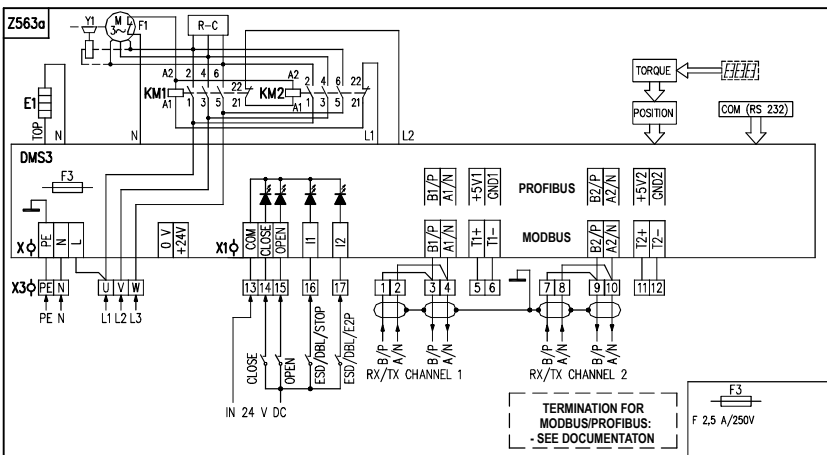 Z563a
Y1
M
3~
F1
R-C
A2 2 4 6
22
A2 2 4 6 22
KM1
KM2
A1 1 3 5
21
A1 1 3 5 21
E1
TOP
N
N
L1
L2
TORQUE
POSITION
COM (RS 232)
DMS3
F3
PE
N
L
0 V
+24V
X
X1
COM
CLOSE
OPEN
I1
I2
B1/P
A1/N
+5V1
GND1
PROFIBUS
B2/P
A2/N
+5V2
GND2
B1/P
A1/N
T1+
T1-
MODBUS
B2/P
A2/N
T2+
T2-
X3
PE N
U V W
13 14 15
16
17
1 2
3 4
5 6
7 8
9 10
11 12
PE N
L1 L2 L3
CLOSE
OPEN
ESD/DBL/STOP
ESD/DBL/E2P
IN 24 V DC
B/P
A/N
B/P
A/N
RX/TX CHANNEL 1
B/P
A/N
B/P
A/N
RX/TX CHANNEL 2
TERMINATION FOR
MODBUS/PROFIBUS:
- SEE DOCUMENTATON
F3
F 2,5 A/250V